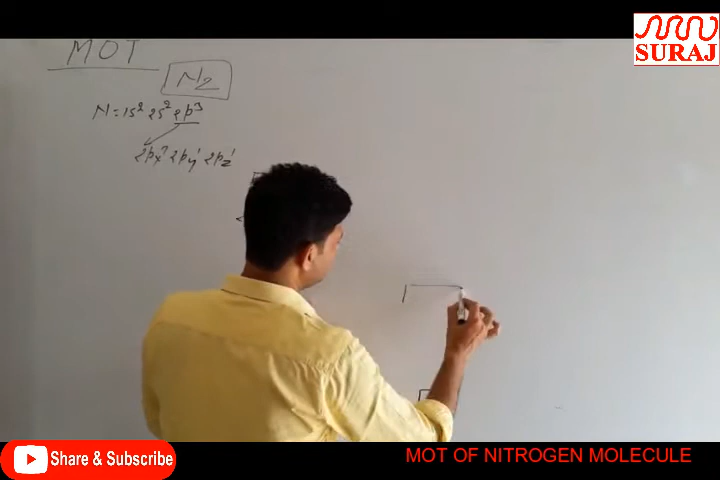 SURAJ
MOT
N2
N = 1s² 2s² 2p³
2px¹ 2py¹ 2pz¹
Share & Subscribe
MOT OF NITROGEN MOLECULE